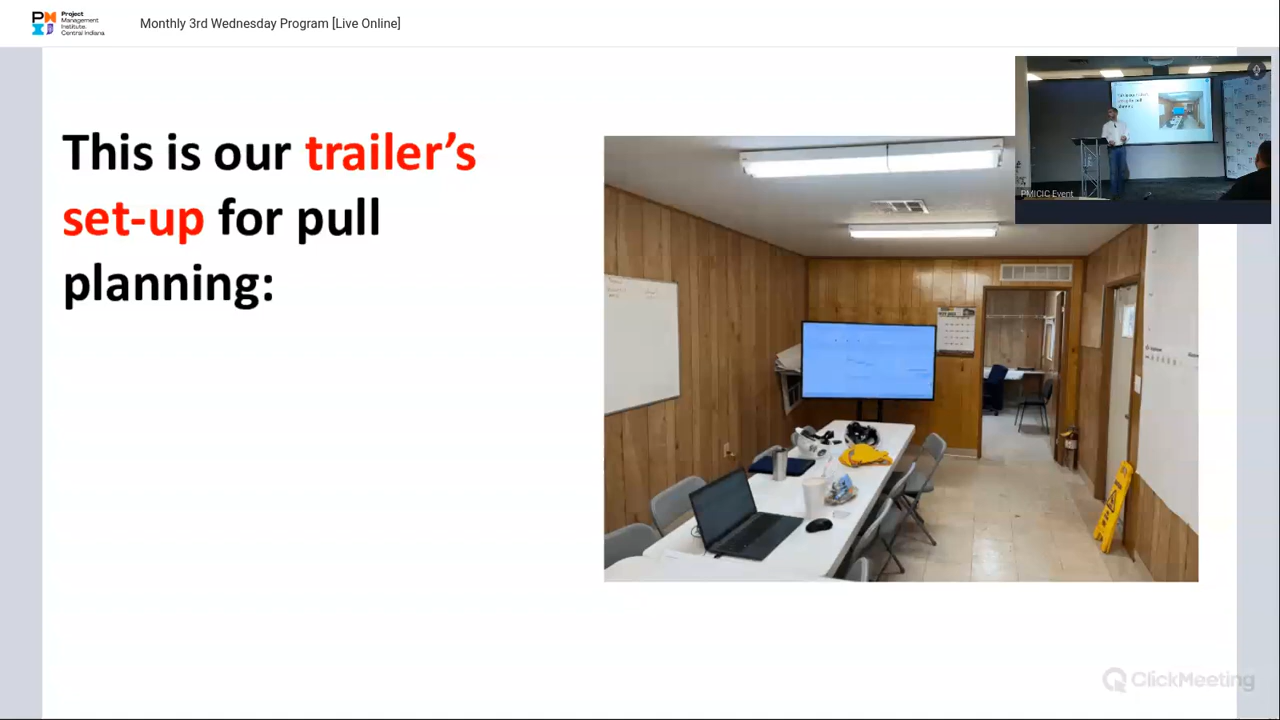 Project
Management
Institute.
Central Indiana
Monthly 3rd Wednesday Program [Live Online]
This is our trailer’s
set-up for pull
planning:
PMICIC Event
ClickMeeting